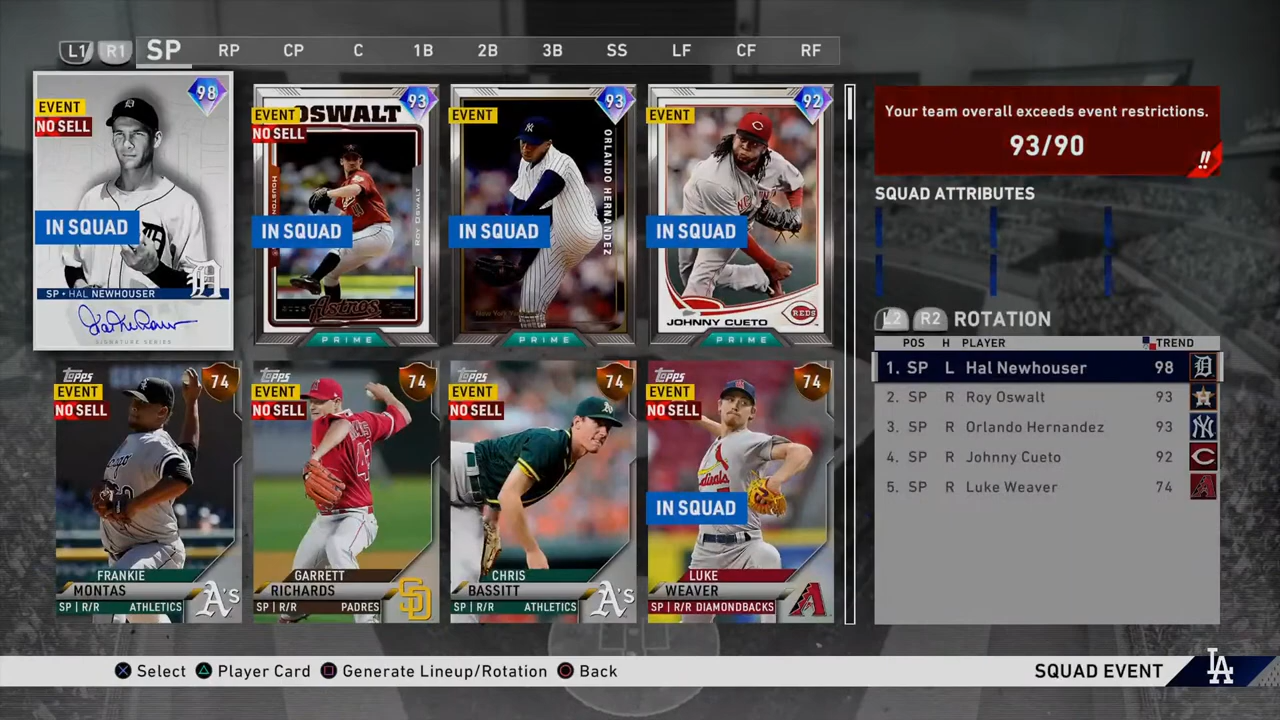 L1 R1 SP RP CP C 1B 2B 3B SS LF CF RF
98
EVENT
NO SELL
IN SQUAD
SP • HAL NEWHOUSER
SIGNATURE SERIES
OSWALT
93
EVENT
NO SELL
HOUSTON
ROY OSWALT
IN SQUAD
Astros
PRIME
93
EVENT
ORLANDO HERNANDEZ
IN SQUAD
PRIME
92
EVENT
IN SQUAD
JOHNNY CUETO
REDS
PRIME
Topps
74
EVENT
NO SELL
FRANKIE
MONTAS
SP | R/R ATHLETICS
A's
Topps
74
EVENT
NO SELL
GARRETT
RICHARDS
SP | R/R PADRES
SD
Topps
74
EVENT
NO SELL
CHRIS
BASSITT
SP | R/R ATHLETICS
A's
Topps
74
EVENT
NO SELL
Cardinals
IN SQUAD
LUKE
WEAVER
SP | R/R DIAMONDBACKS
Your team overall exceeds event restrictions.
93/90
!!
SQUAD ATTRIBUTES
L2 R2 ROTATION
POS H PLAYER TREND
1. SP L Hal Newhouser 98
2. SP R Roy Oswalt 93
3. SP R Orlando Hernandez 93
4. SP R Johnny Cueto 92
5. SP R Luke Weaver 74
Select Player Card Generate Lineup/Rotation Back
SQUAD EVENT
LA